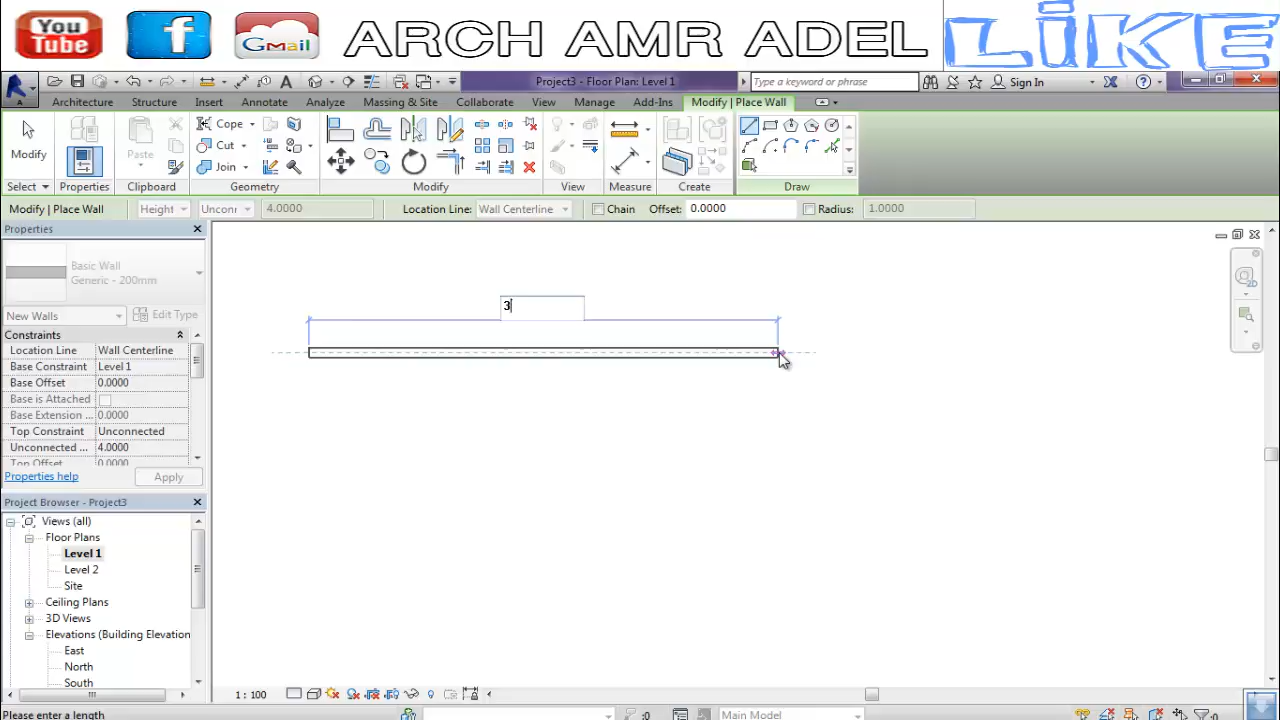 You Tube
f
Gmail
ARCH AMR ADEL
LiKE
Project3 - Floor Plan: Level 1
Type a keyword or phrase
Sign In
Architecture Structure Insert Annotate Analyze Massing & Site Collaborate View Manage Add-Ins Modify | Place Wall
Modify
Cope
Cut
Join
Paste
Select Properties Clipboard Geometry Modify View Measure Create Draw
Modify | Place Wall Height Uncon 4.0000 Location Line: Wall Centerline Chain Offset: 0.0000 Radius: 1.0000
Properties
Basic Wall
Generic - 200mm
New Walls Edit Type
Constraints
Location Line Wall Centerline
Base Constraint Level 1
Base Offset 0.0000
Base is Attached
Base Extension ... 0.0000
Top Constraint Unconnected
Unconnected ... 4.0000
Top Offset 0.0000
Properties help Apply
Project Browser - Project3
Views (all)
Floor Plans
Level 1
Level 2
Site
Ceiling Plans
3D Views
Elevations (Building Elevation
East
North
South
3
1 : 100
Please enter a length
:0
Main Model